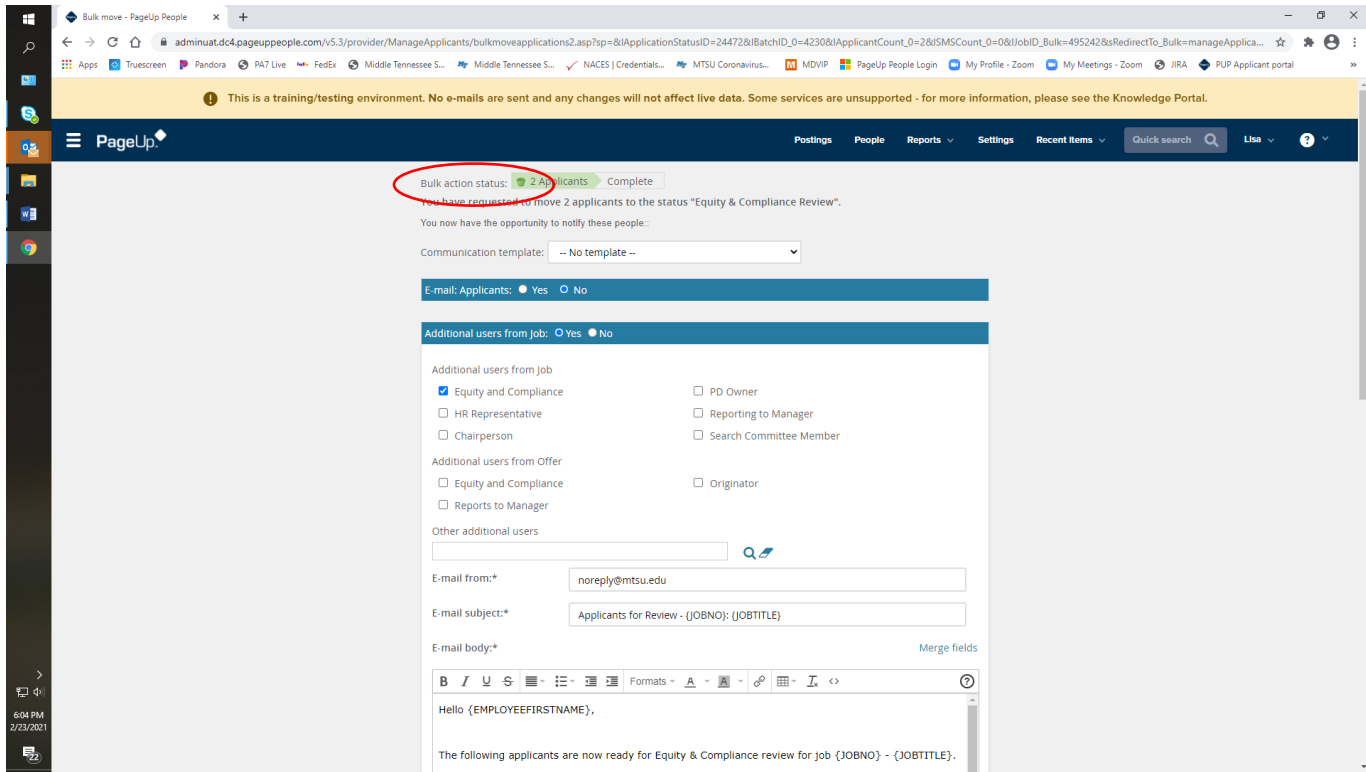 Bulk move - PageUp People
adminuat.dc4.pageuppeople.com/v5.3/provider/ManageApplicants/bulkmoveapplications2.asp?sp=&lApplicationStatusID=24472&lBatchID_0=4230&lApplicantCount_0=2&lSMSCount_0=0&lJobID_Bulk=495242&sRedirectTo_Bulk=manageApplica...
Apps Truescreen Pandora PA7 Live FedEx Middle Tennessee S... Middle Tennessee S... NACES | Credentials... MTSU Coronavirus... MDVIP PageUp People Login My Profile - Zoom My Meetings - Zoom JIRA PUP Applicant portal »
This is a training/testing environment. No e-mails are sent and any changes will not affect live data. Some services are unsupported - for more information, please see the Knowledge Portal.
PageUp Postings People Reports Settings Recent Items Quick search Lisa ?
Bulk action status: 2 Applicants Complete
You have requested to move 2 applicants to the status "Equity & Compliance Review".
You now have the opportunity to notify these people::
Communication template: -- No template --
E-mail: Applicants: Yes No
Additional users from Job: Yes No
Additional users from Job
Equity and Compliance PD Owner
HR Representative Reporting to Manager
Chairperson Search Committee Member
Additional users from Offer
Equity and Compliance Originator
Reports to Manager
Other additional users
E-mail from:* noreply@mtsu.edu
E-mail subject:* Applicants for Review - {JOBNO}: {JOBTITLE}
E-mail body:* Merge fields
B I U S Formats A A Tx <> ?
Hello {EMPLOYEEFIRSTNAME},
The following applicants are now ready for Equity & Compliance review for job {JOBNO} - {JOBTITLE}.
6:04 PM
2/23/2021
22